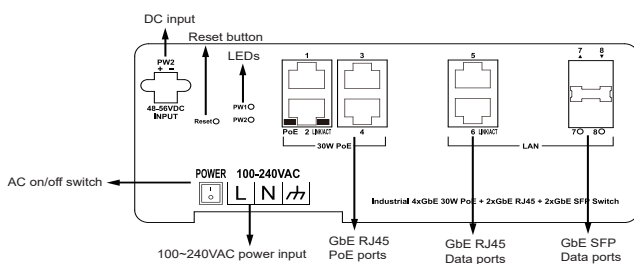 DC input
Reset button
LEDs
PW2
+ −
48-56VDC
INPUT
Reset
PW1
PW2
1 3
PoE 2 LINK/ACT 4
30W PoE
5
6 LINK/ACT
LAN
7 8
▲ ▼
7 8
AC on/off switch
POWER 100-240VAC
| O
L N
Industrial 4xGbE 30W PoE + 2xGbE RJ45 + 2xGbE SFP Switch
100~240VAC power input
GbE RJ45
PoE ports
GbE RJ45
Data ports
GbE SFP
Data ports